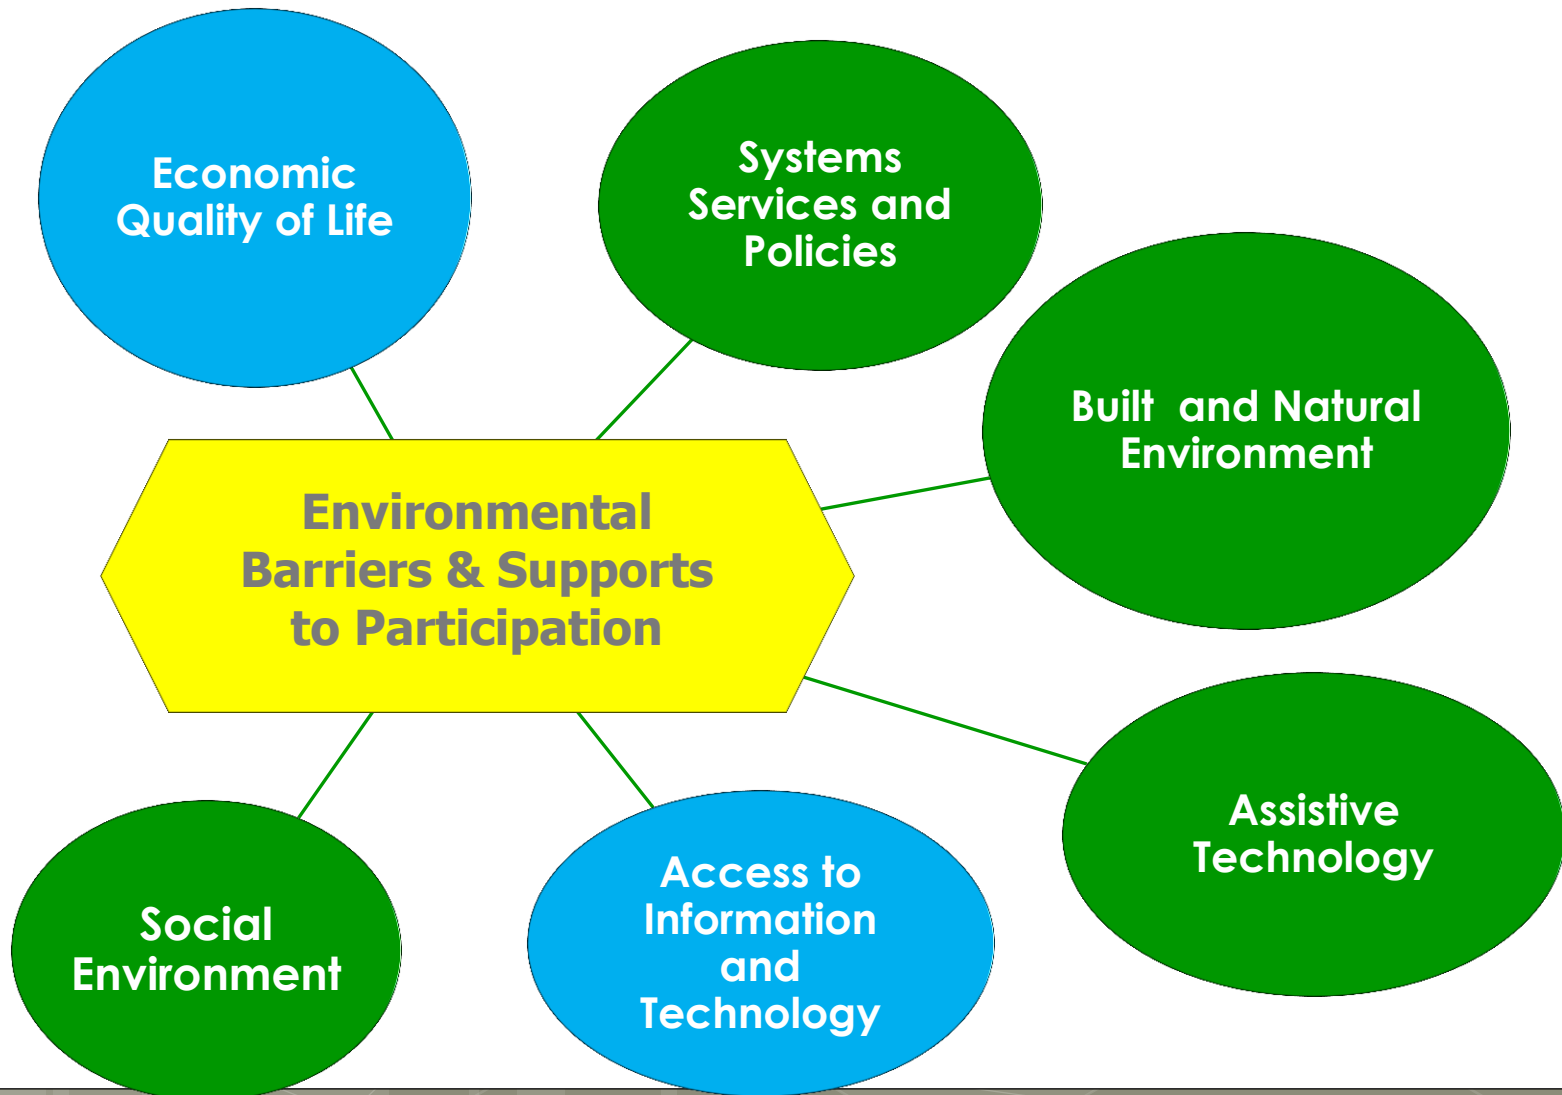 Economic
Quality of Life
Systems
Services and
Policies
Built  and Natural
Environment
Environmental
Barriers & Supports
to Participation
Assistive
Technology
Access to
Information
and
Technology
Social
Environment